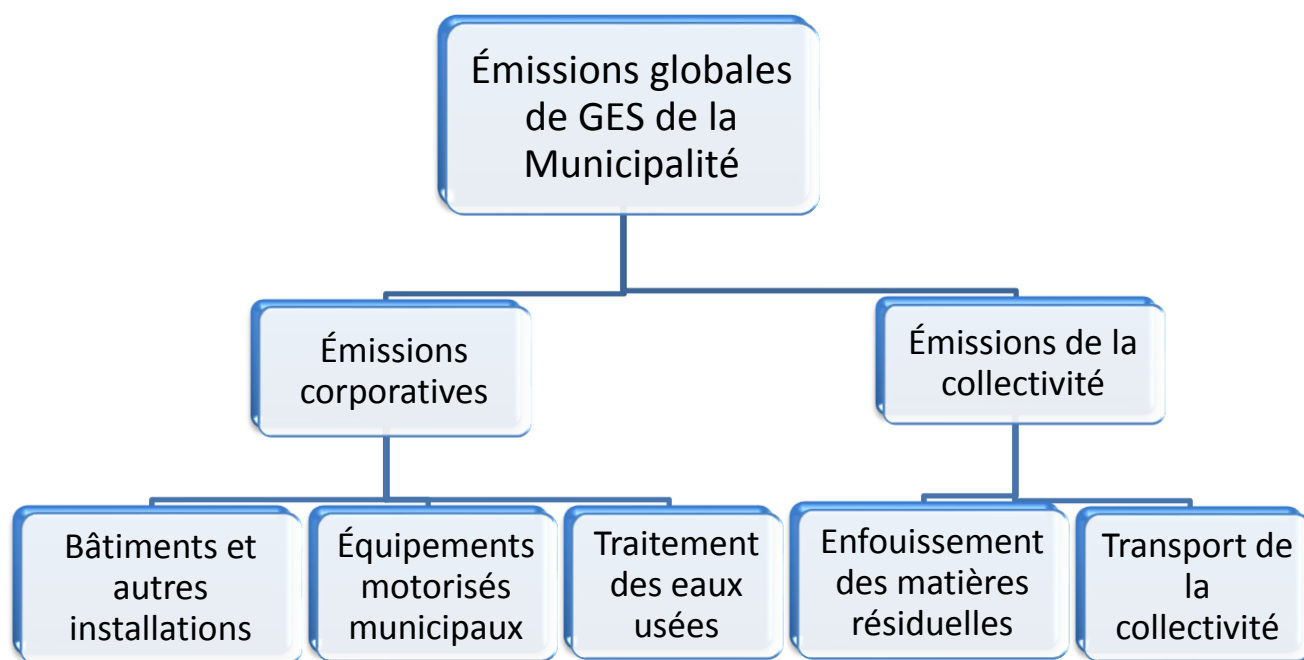 Émissions globales
de GES de la
Municipalité
Émissions
corporatives
Émissions de la
collectivité
Bâtiments et
autres
installations
Équipements
motorisés
municipaux
Traitement
des eaux
usées
Enfouissement
des matières
résiduelles
Transport de
la
collectivité